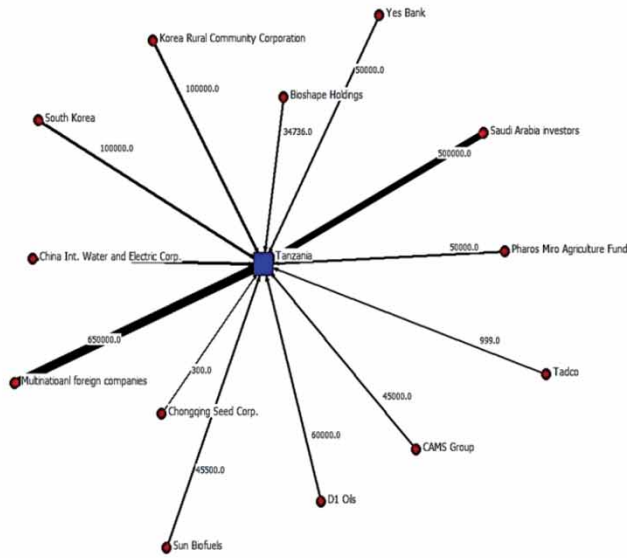 Yes Bank
Korea Rural Community Corporation
50000.0
100000.0
Bioshape Holdings
34736.0
South Korea
Saudi Arabia investors
500000.0
100000.0
China Int. Water and Electric Corp.
Tanzania
50000.0
Pharos Miro Agriculture Fund
650000.0
999.0
Tadco
300.0
Multinatoanl foreign companies
45000.0
Chongqing Seed Corp.
60000.0
CAMS Group
45500.0
D1 Oils
Sun Biofuels